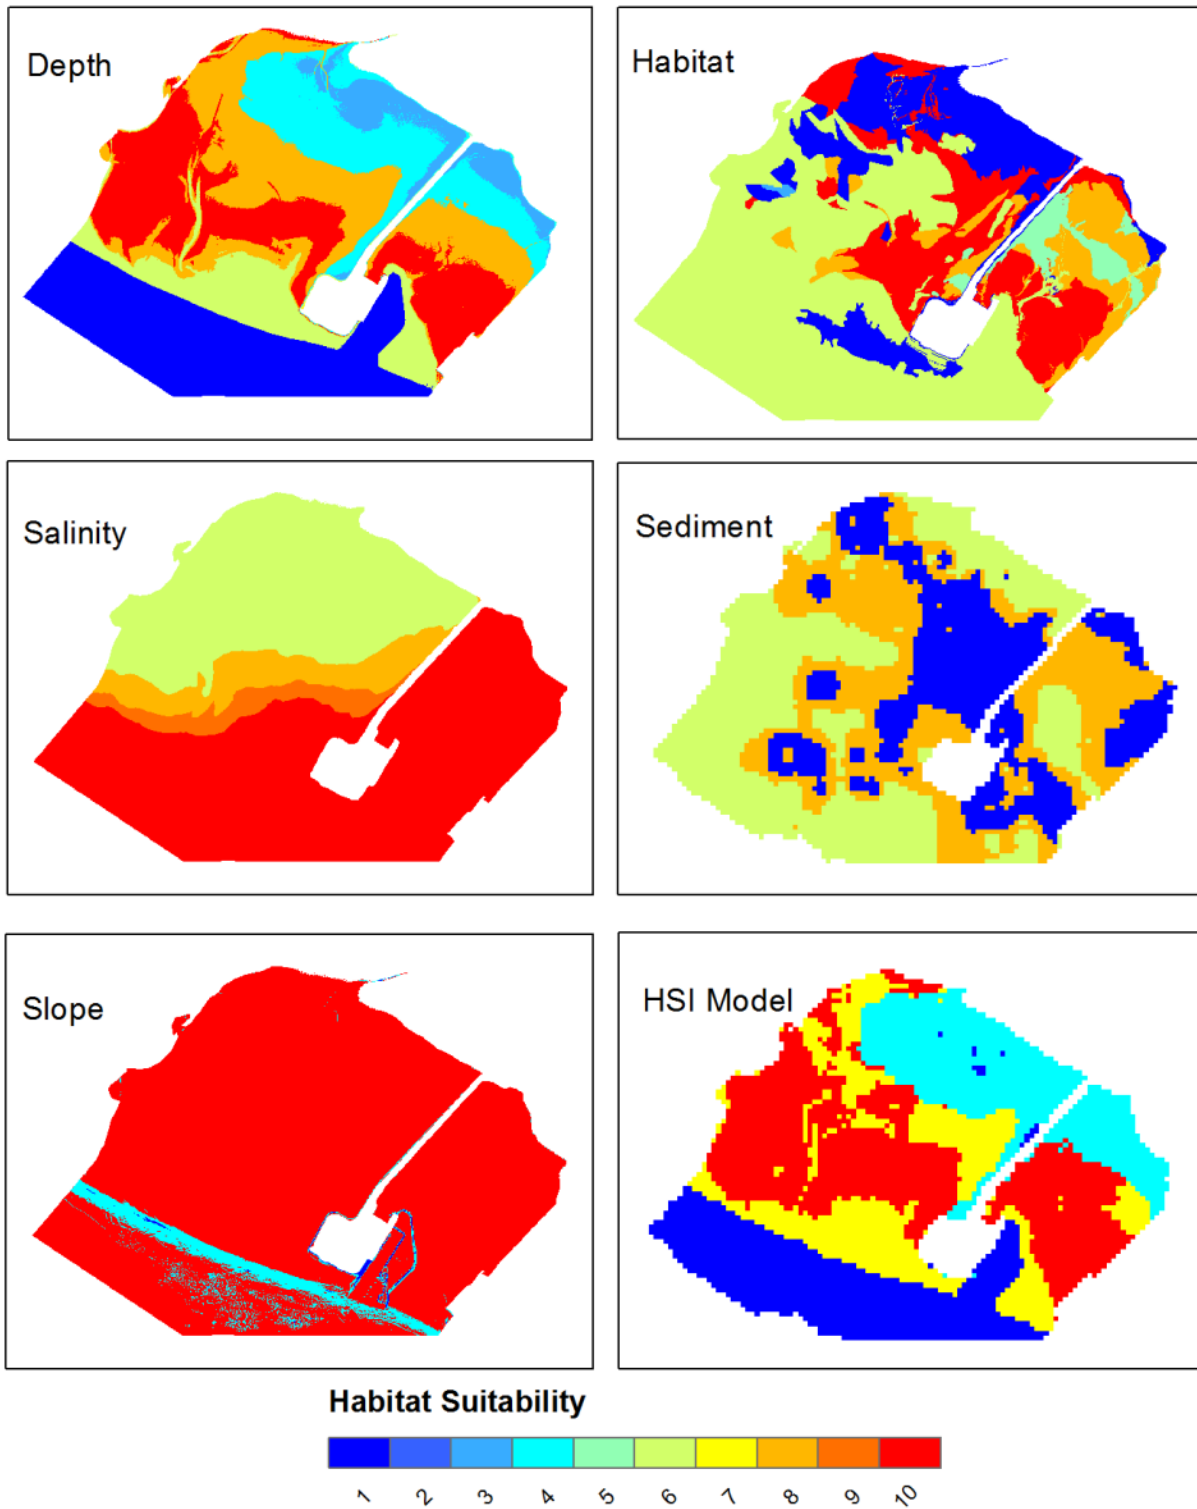 Depth
Habitat
Salinity
Sediment
Slope
HSI Model
Habitat Suitability
1 2 3 4 5 6 7 8 9 10